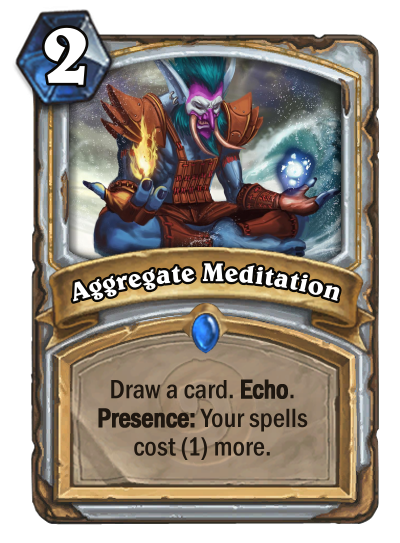 2
Aggregate Meditation
Draw a card. Echo.
Presence: Your spells
cost (1) more.